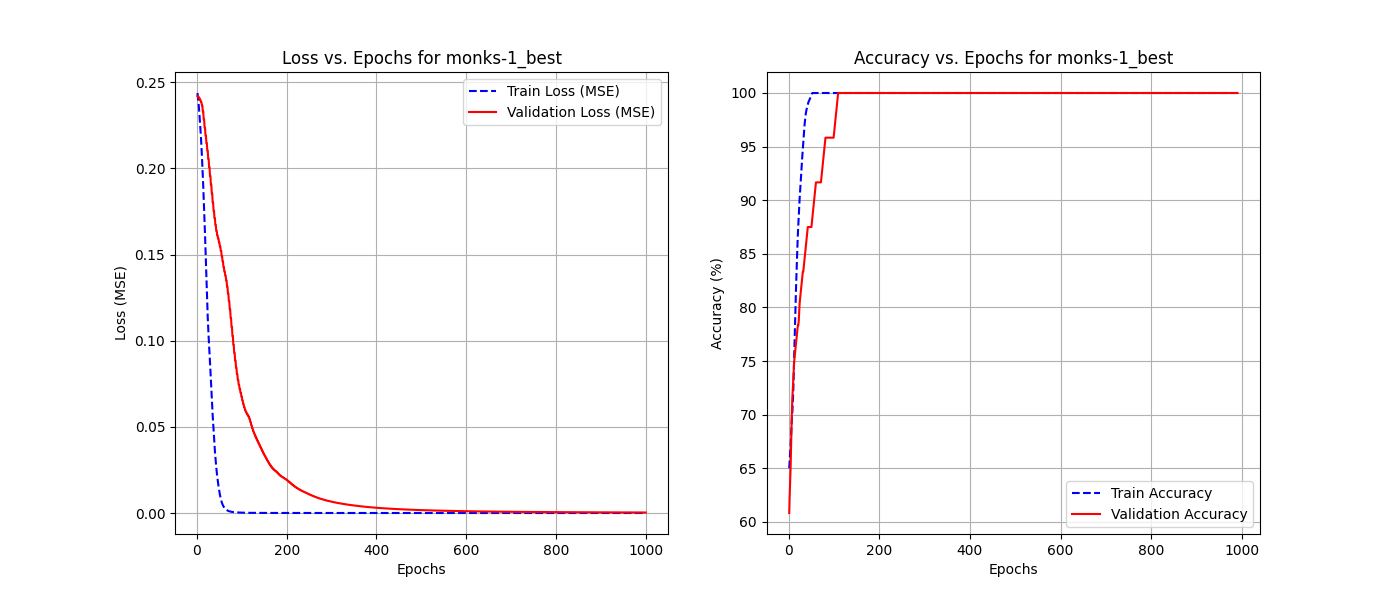 Loss vs. Epochs for monks-1_best
Train Loss (MSE)
Validation Loss (MSE)
Loss (MSE)
0.25
0.20
0.15
0.10
0.05
0.00
0 200 400 600 800 1000
Epochs
Accuracy vs. Epochs for monks-1_best
Accuracy (%)
100
95
90
85
80
75
70
65
60
Train Accuracy
Validation Accuracy
0 200 400 600 800 1000
Epochs